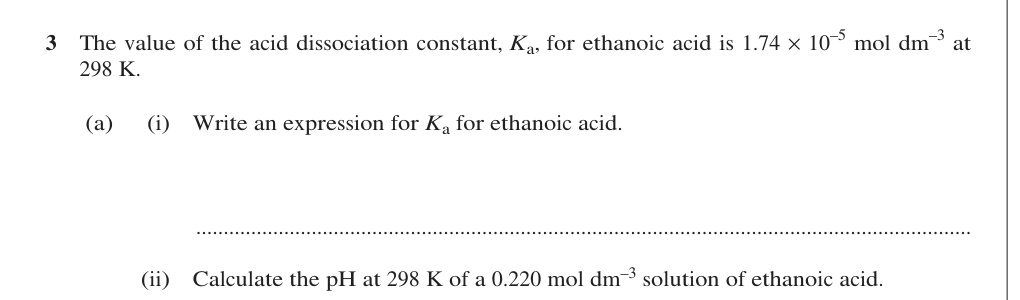 3 The value of the acid dissociation constant, Kₐ, for ethanoic acid is 1.74 × 10⁻⁵ mol dm⁻³ at
298 K.
(a) (i) Write an expression for Kₐ for ethanoic acid.
................................................................................
(ii) Calculate the pH at 298 K of a 0.220 mol dm⁻³ solution of ethanoic acid.